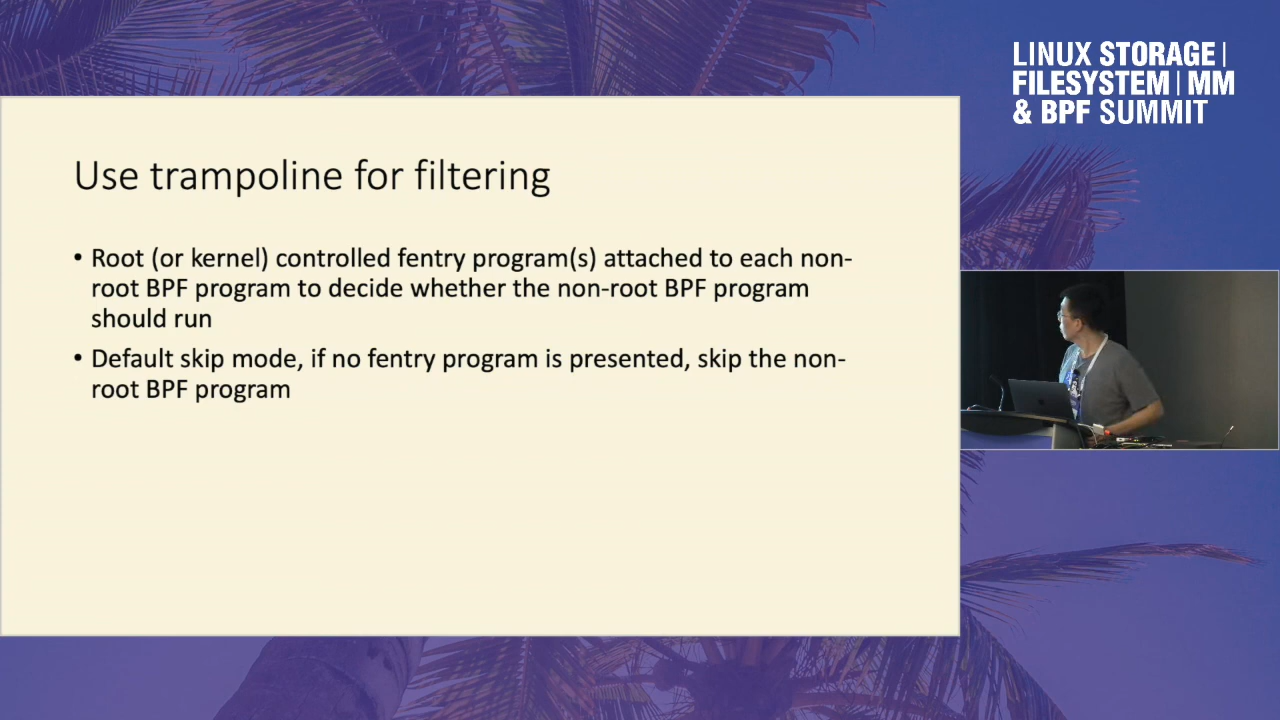 LINUX STORAGE |
FILESYSTEM | MM
& BPF SUMMIT
Use trampoline for filtering
• Root (or kernel) controlled fentry program(s) attached to each non-
root BPF program to decide whether the non-root BPF program
should run
• Default skip mode, if no fentry program is presented, skip the non-
root BPF program